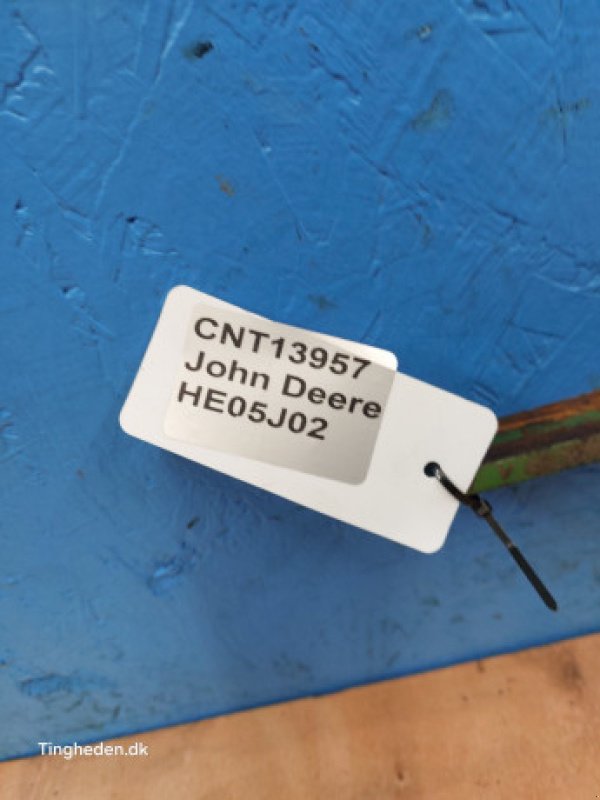 CNT13957
John Deere
HE05J02
Tingheden.dk